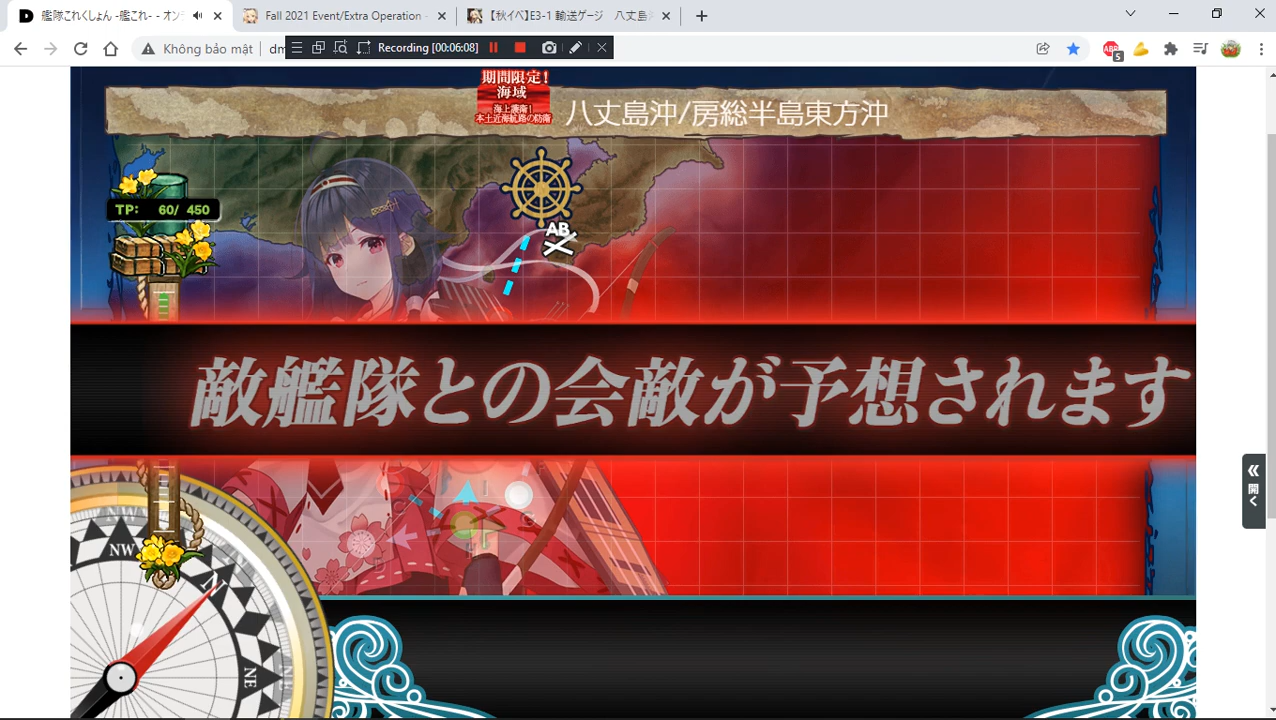 艦隊これくしょん -艦これ- - オン
Fall 2021 Event/Extra Operation -
【秋イベ】E3-1 輸送ゲージ 八丈島
Không bảo mật
dm
Recording [00:06:08]
ABP
5
期間限定!
海域
海上護衛!
本土近海航路の防衛
八丈島沖/房総半島東方沖
TP: 60/ 450
AB
敵艦隊との会敵が予想されます
I
G
NW
N
NE
開く